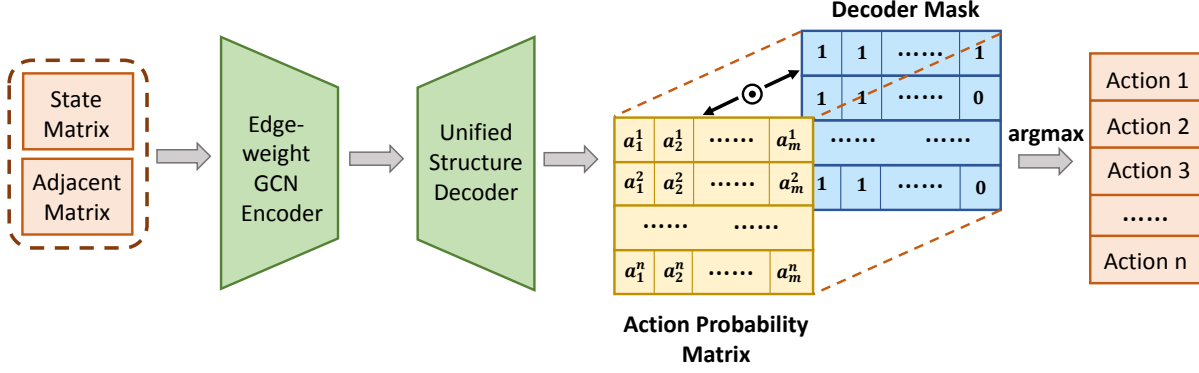 State
Matrix
Adjacent
Matrix
Edge-
weight
GCN
Encoder
Unified
Structure
Decoder
Decoder Mask
1 1 …… 1
1 1 …… 0
…… ……
1 1 …… 0
⊙
a₁¹ a₂¹ …… aₘ¹
a₁² a₂² …… aₘ²
…… ……
a₁ⁿ a₂ⁿ …… aₘⁿ
Action Probability
Matrix
argmax
Action 1
Action 2
Action 3
……
Action n